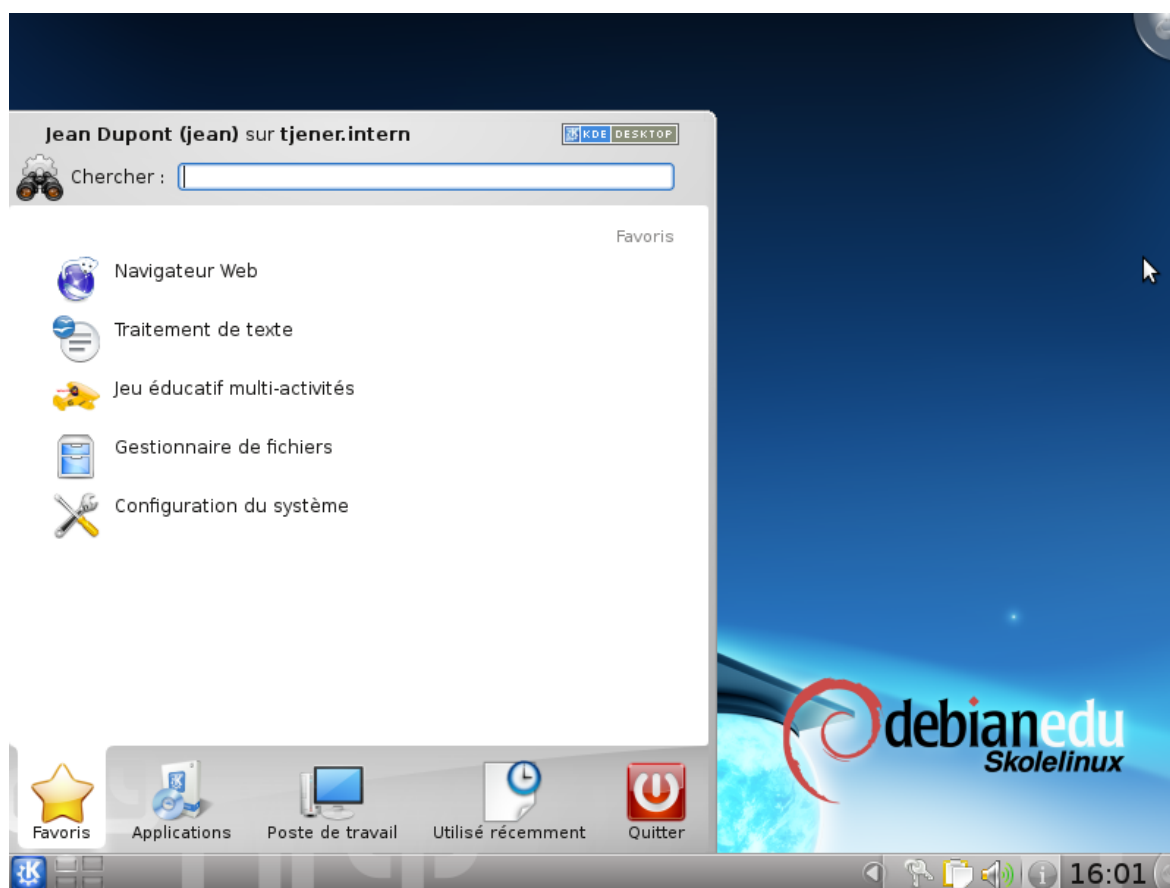 Jean Dupont (jean) sur tjener.intern
KDE DESKTOP
Chercher :
Favoris
Navigateur Web
Traitement de texte
Jeu éducatif multi-activités
Gestionnaire de fichiers
Configuration du système
debianedu
Skolelinux
Favoris
Applications
Poste de travail
Utilisé récemment
Quitter
16:01